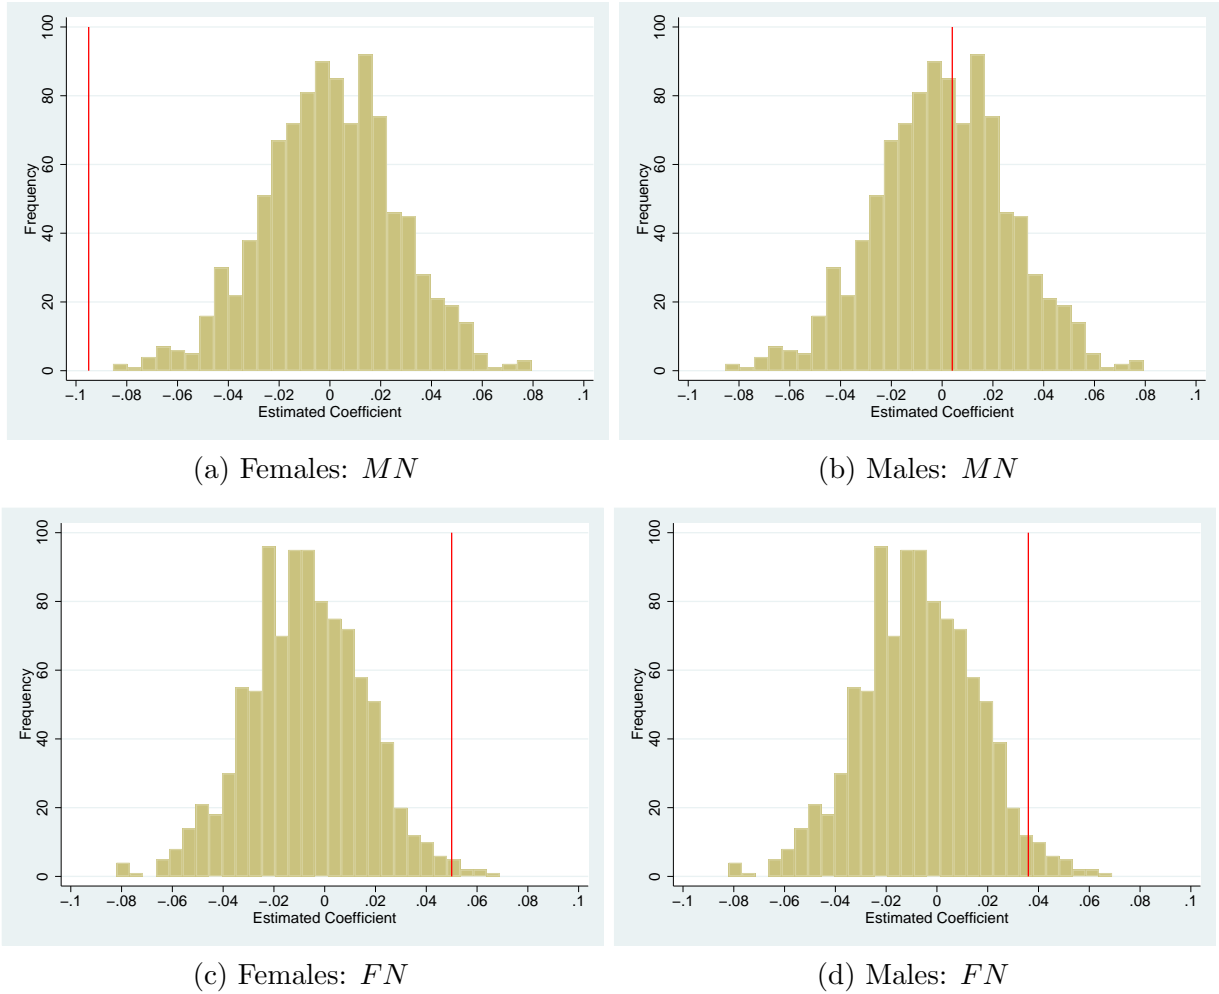 100
80
60
40
20
0
Frequency
-.1 -.08 -.06 -.04 -.02 0 .02 .04 .06 .08 .1
Estimated Coefficient
(a) Females: MN
100
80
60
40
20
0
Frequency
-.1 -.08 -.06 -.04 -.02 0 .02 .04 .06 .08 .1
Estimated Coefficient
(b) Males: MN
100
80
60
40
20
0
Frequency
-.1 -.08 -.06 -.04 -.02 0 .02 .04 .06 .08 .1
Estimated Coefficient
(c) Females: FN
100
80
60
40
20
0
Frequency
-.1 -.08 -.06 -.04 -.02 0 .02 .04 .06 .08 .1
Estimated Coefficient
(d) Males: FN